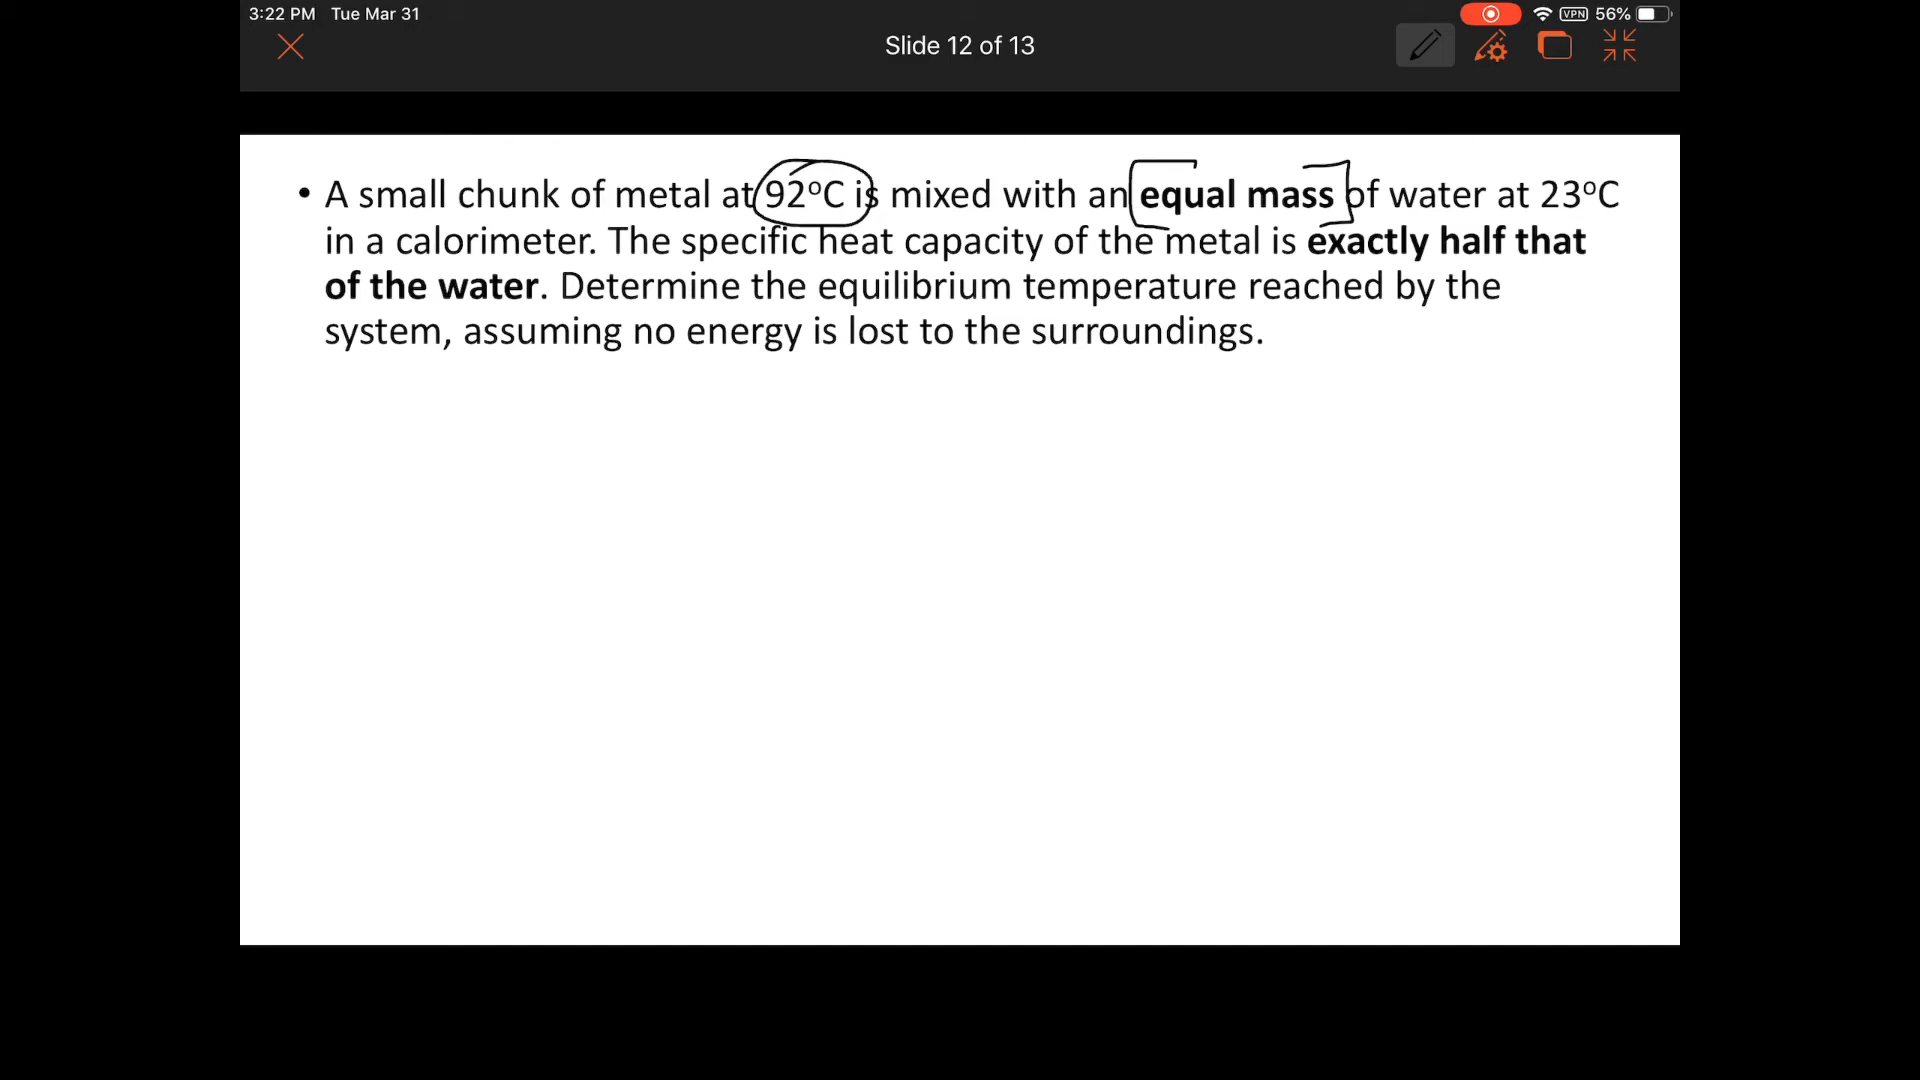 3:22 PM Tue Mar 31
VPN 56%
Slide 12 of 13
• A small chunk of metal at 92°C is mixed with an equal mass of water at 23°C
in a calorimeter. The specific heat capacity of the metal is exactly half that
of the water. Determine the equilibrium temperature reached by the
system, assuming no energy is lost to the surroundings.